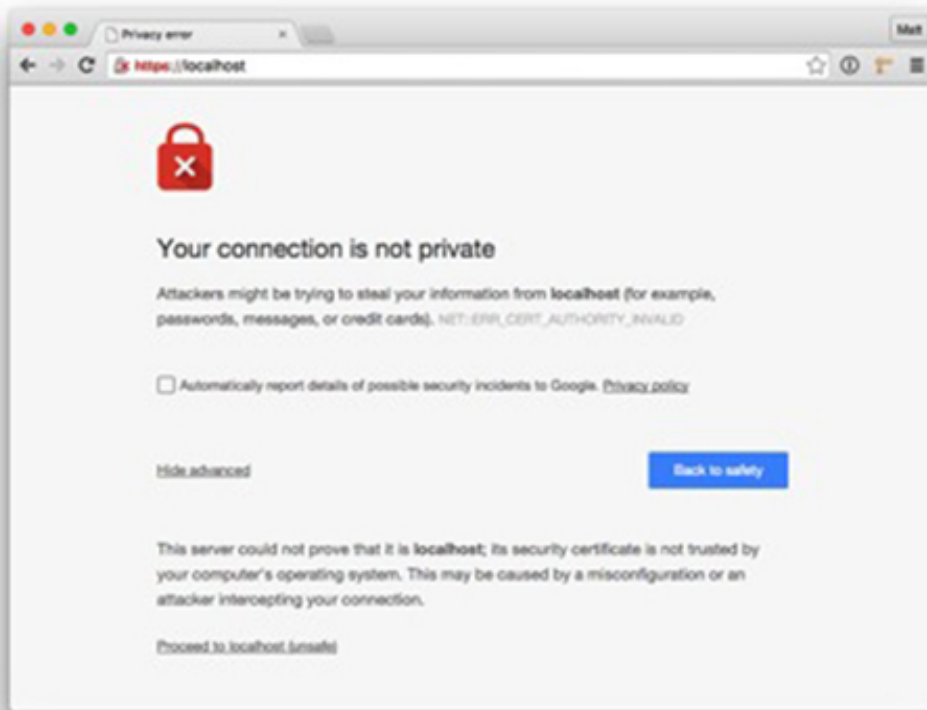 Privacy error
Matt
https://localhost
Your connection is not private
Attackers might be trying to steal your information from localhost (for example,
passwords, messages, or credit cards). NET::ERR_CERT_AUTHORITY_INVALID
Automatically report details of possible security incidents to Google. Privacy policy
Hide advanced
Back to safety
This server could not prove that it is localhost; its security certificate is not trusted by
your computer's operating system. This may be caused by a misconfiguration or an
attacker intercepting your connection.
Proceed to localhost (unsafe)